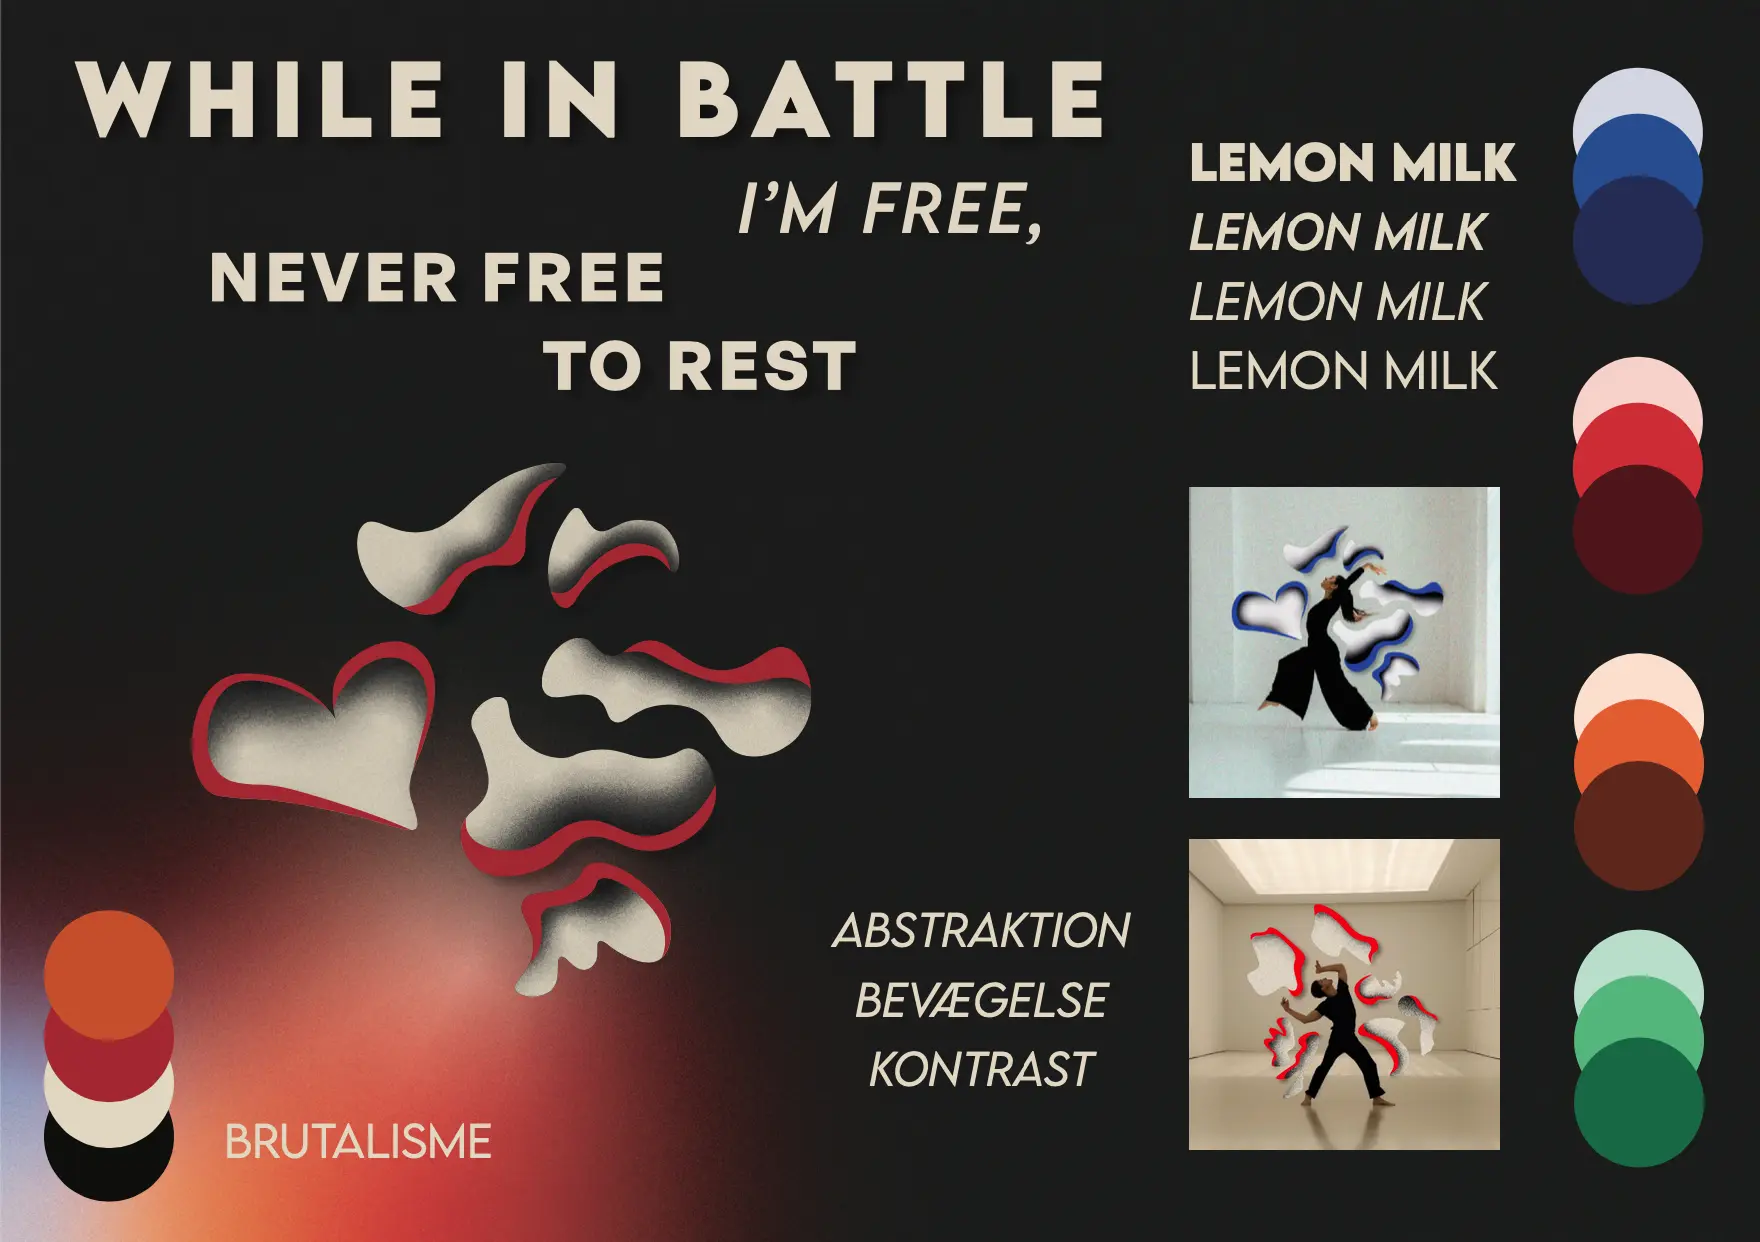 WHILE IN BATTLE
I’M FREE,
NEVER FREE
TO REST
LEMON MILK
LEMON MILK
LEMON MILK
LEMON MILK
ABSTRAKTION
BEVÆGELSE
KONTRAST
BRUTALISME